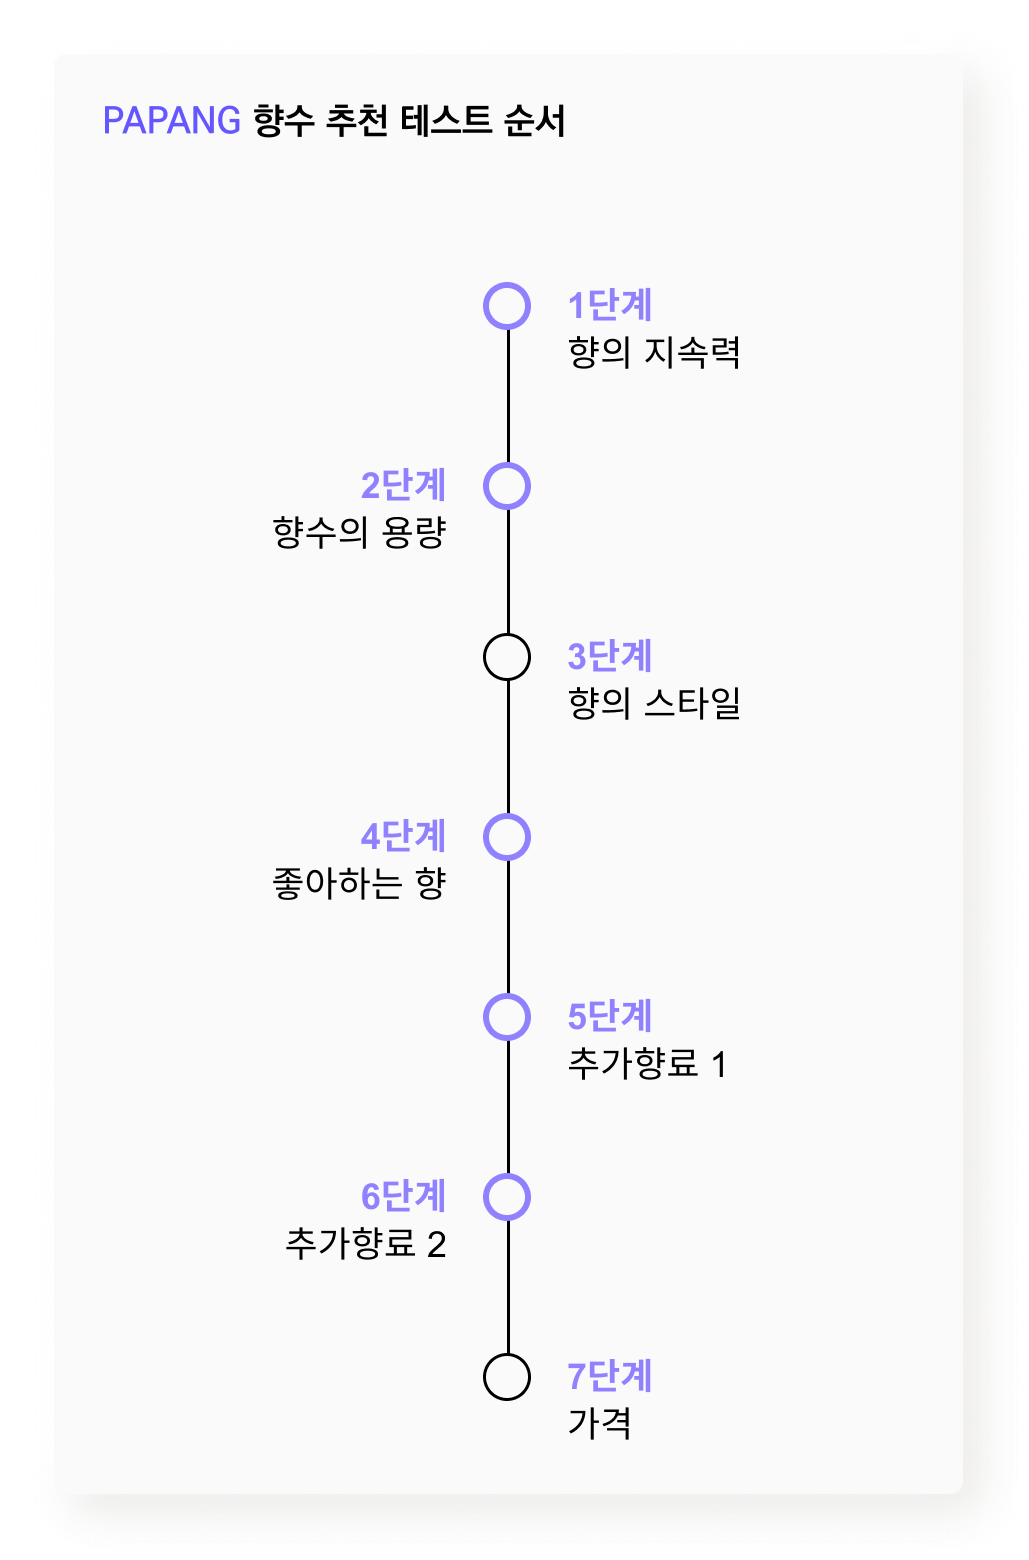 PAPANG 향수 추천 테스트 순서
1단계
향의 지속력
2단계
향수의 용량
3단계
향의 스타일
4단계
좋아하는 향
5단계
추가향료 1
6단계
추가향료 2
7단계
가격